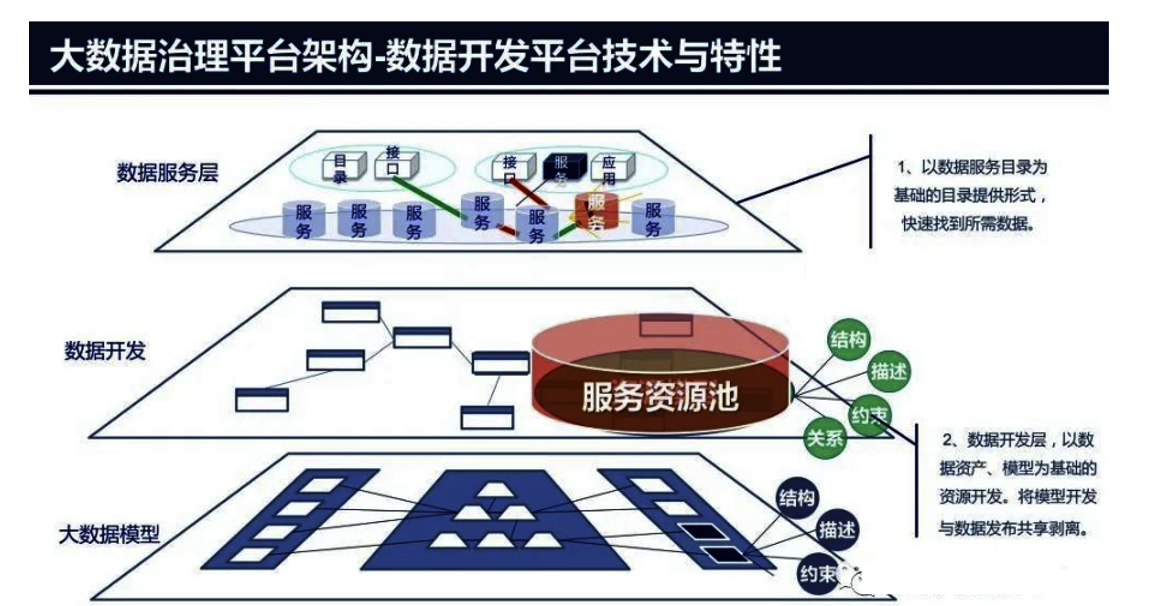 大数据治理平台架构-数据开发平台技术与特性
数据服务层
目录
接口
接口
服务
应用
服务
服务
服务
服务
服务
服务
服务
1、以数据服务目录为
基础的目录提供形式，
快速找到所需数据。
数据开发
服务资源池
结构
描述
约束
关系
2、数据开发层，以数
据资产、模型为基础的
资源开发。将模型开发
与数据发布共享剥离。
大数据模型
结构
描述
约束